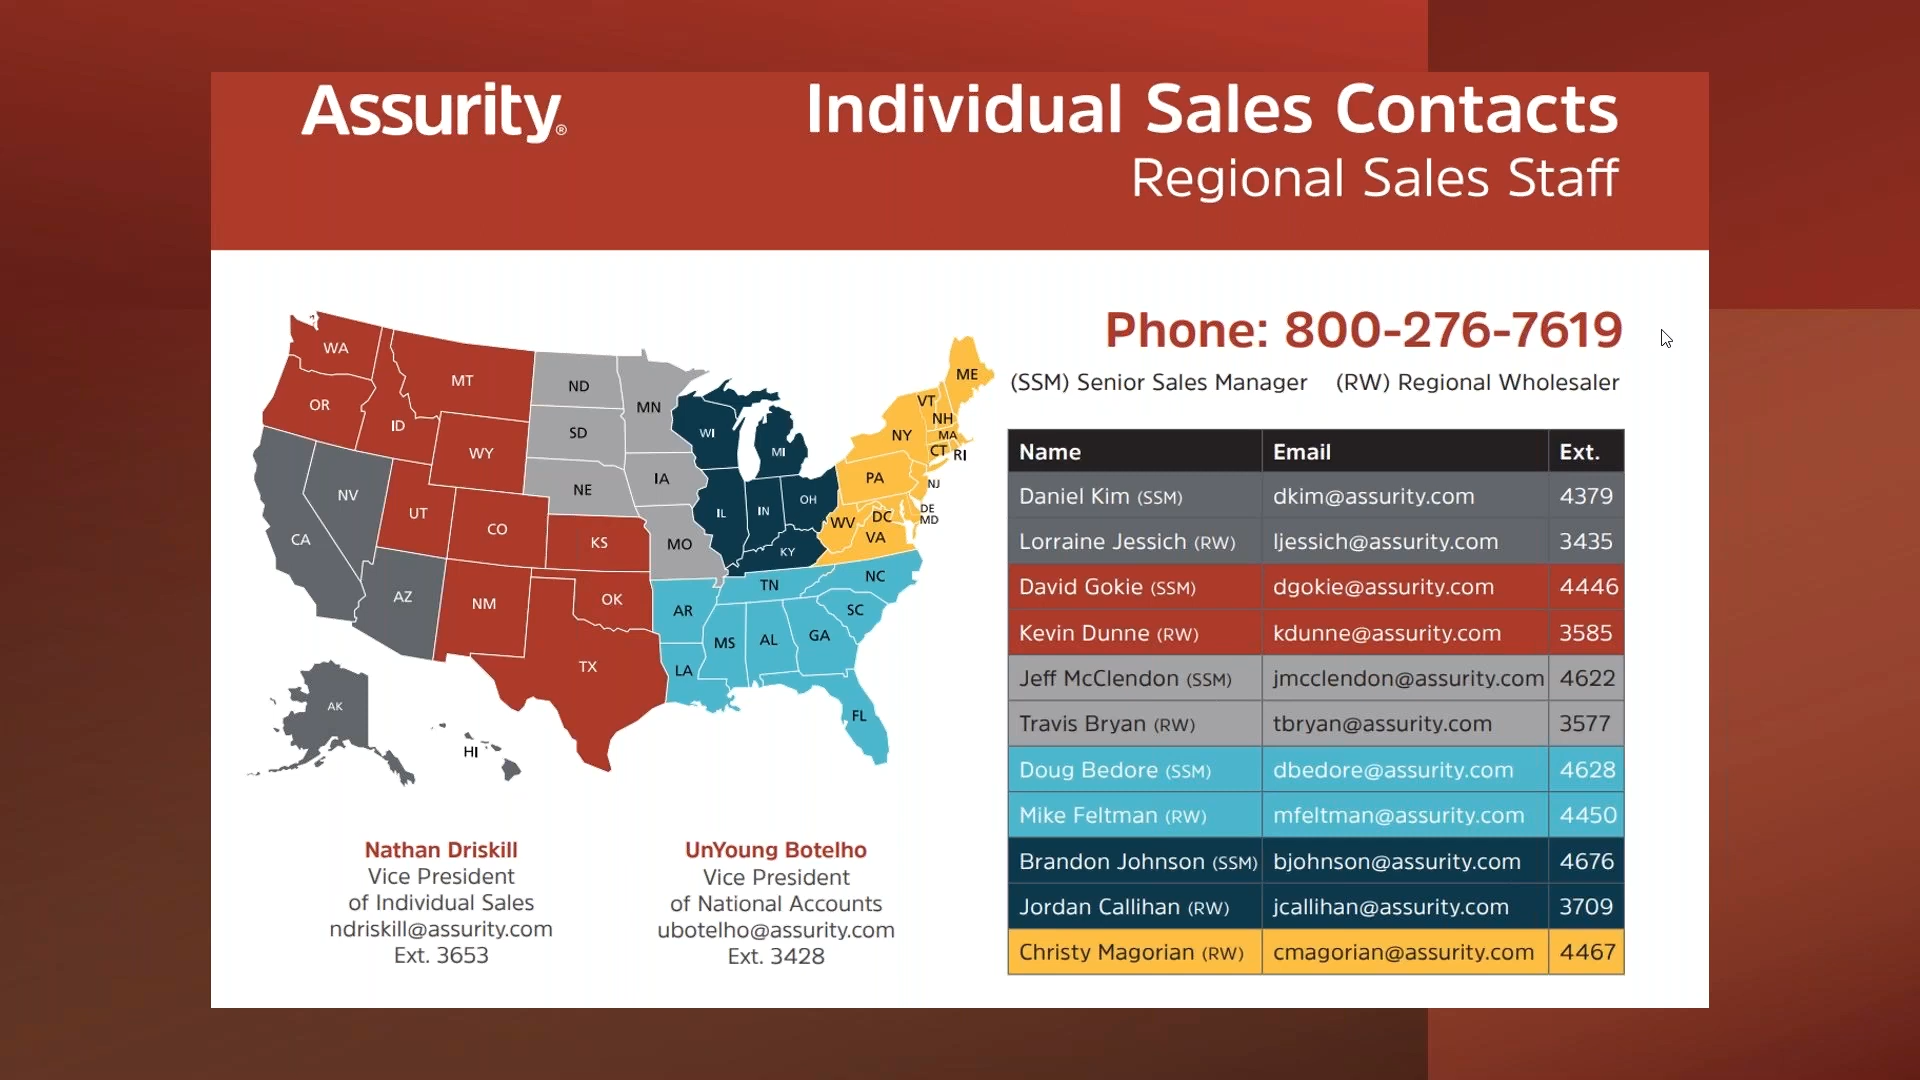 Assurity®
Individual Sales Contacts
Regional Sales Staff
Phone: 800-276-7619
(SSM) Senior Sales Manager (RW) Regional Wholesaler
Name Email Ext.
Daniel Kim (SSM) dkim@assurity.com 4379
Lorraine Jessich (RW) ljessich@assurity.com 3435
David Gokie (SSM) dgokie@assurity.com 4446
Kevin Dunne (RW) kdunne@assurity.com 3585
Jeff McClendon (SSM) jmcclendon@assurity.com 4622
Travis Bryan (RW) tbryan@assurity.com 3577
Doug Bedore (SSM) dbedore@assurity.com 4628
Mike Feltman (RW) mfeltman@assurity.com 4450
Brandon Johnson (SSM) bjohnson@assurity.com 4676
Jordan Callihan (RW) jcallihan@assurity.com 3709
Christy Magorian (RW) cmagorian@assurity.com 4467
WA
MT
ND
MN
ME
OR
ID
SD
WI
VT
NH
NY
MA
WY
MI
CT
RI
NV
NE
IA
PA
NJ
UT
CO
IL
IN
OH
DE
MD
WV
DC
VA
CA
KS
MO
KY
AZ
NM
OK
AR
TN
NC
SC
TX
MS
AL
GA
LA
FL
AK
HI
Nathan Driskill
Vice President
of Individual Sales
ndriskill@assurity.com
Ext. 3653
UnYoung Botelho
Vice President
of National Accounts
ubotelho@assurity.com
Ext. 3428